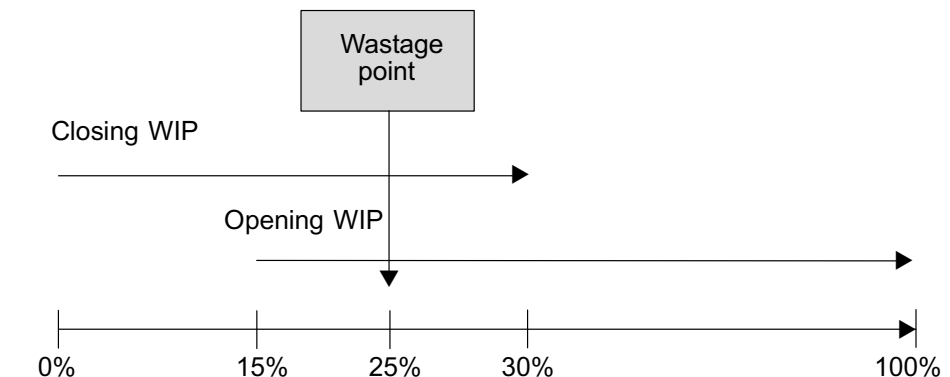 Wastage
point
Closing WIP
Opening WIP
0% 15% 25% 30% 100%